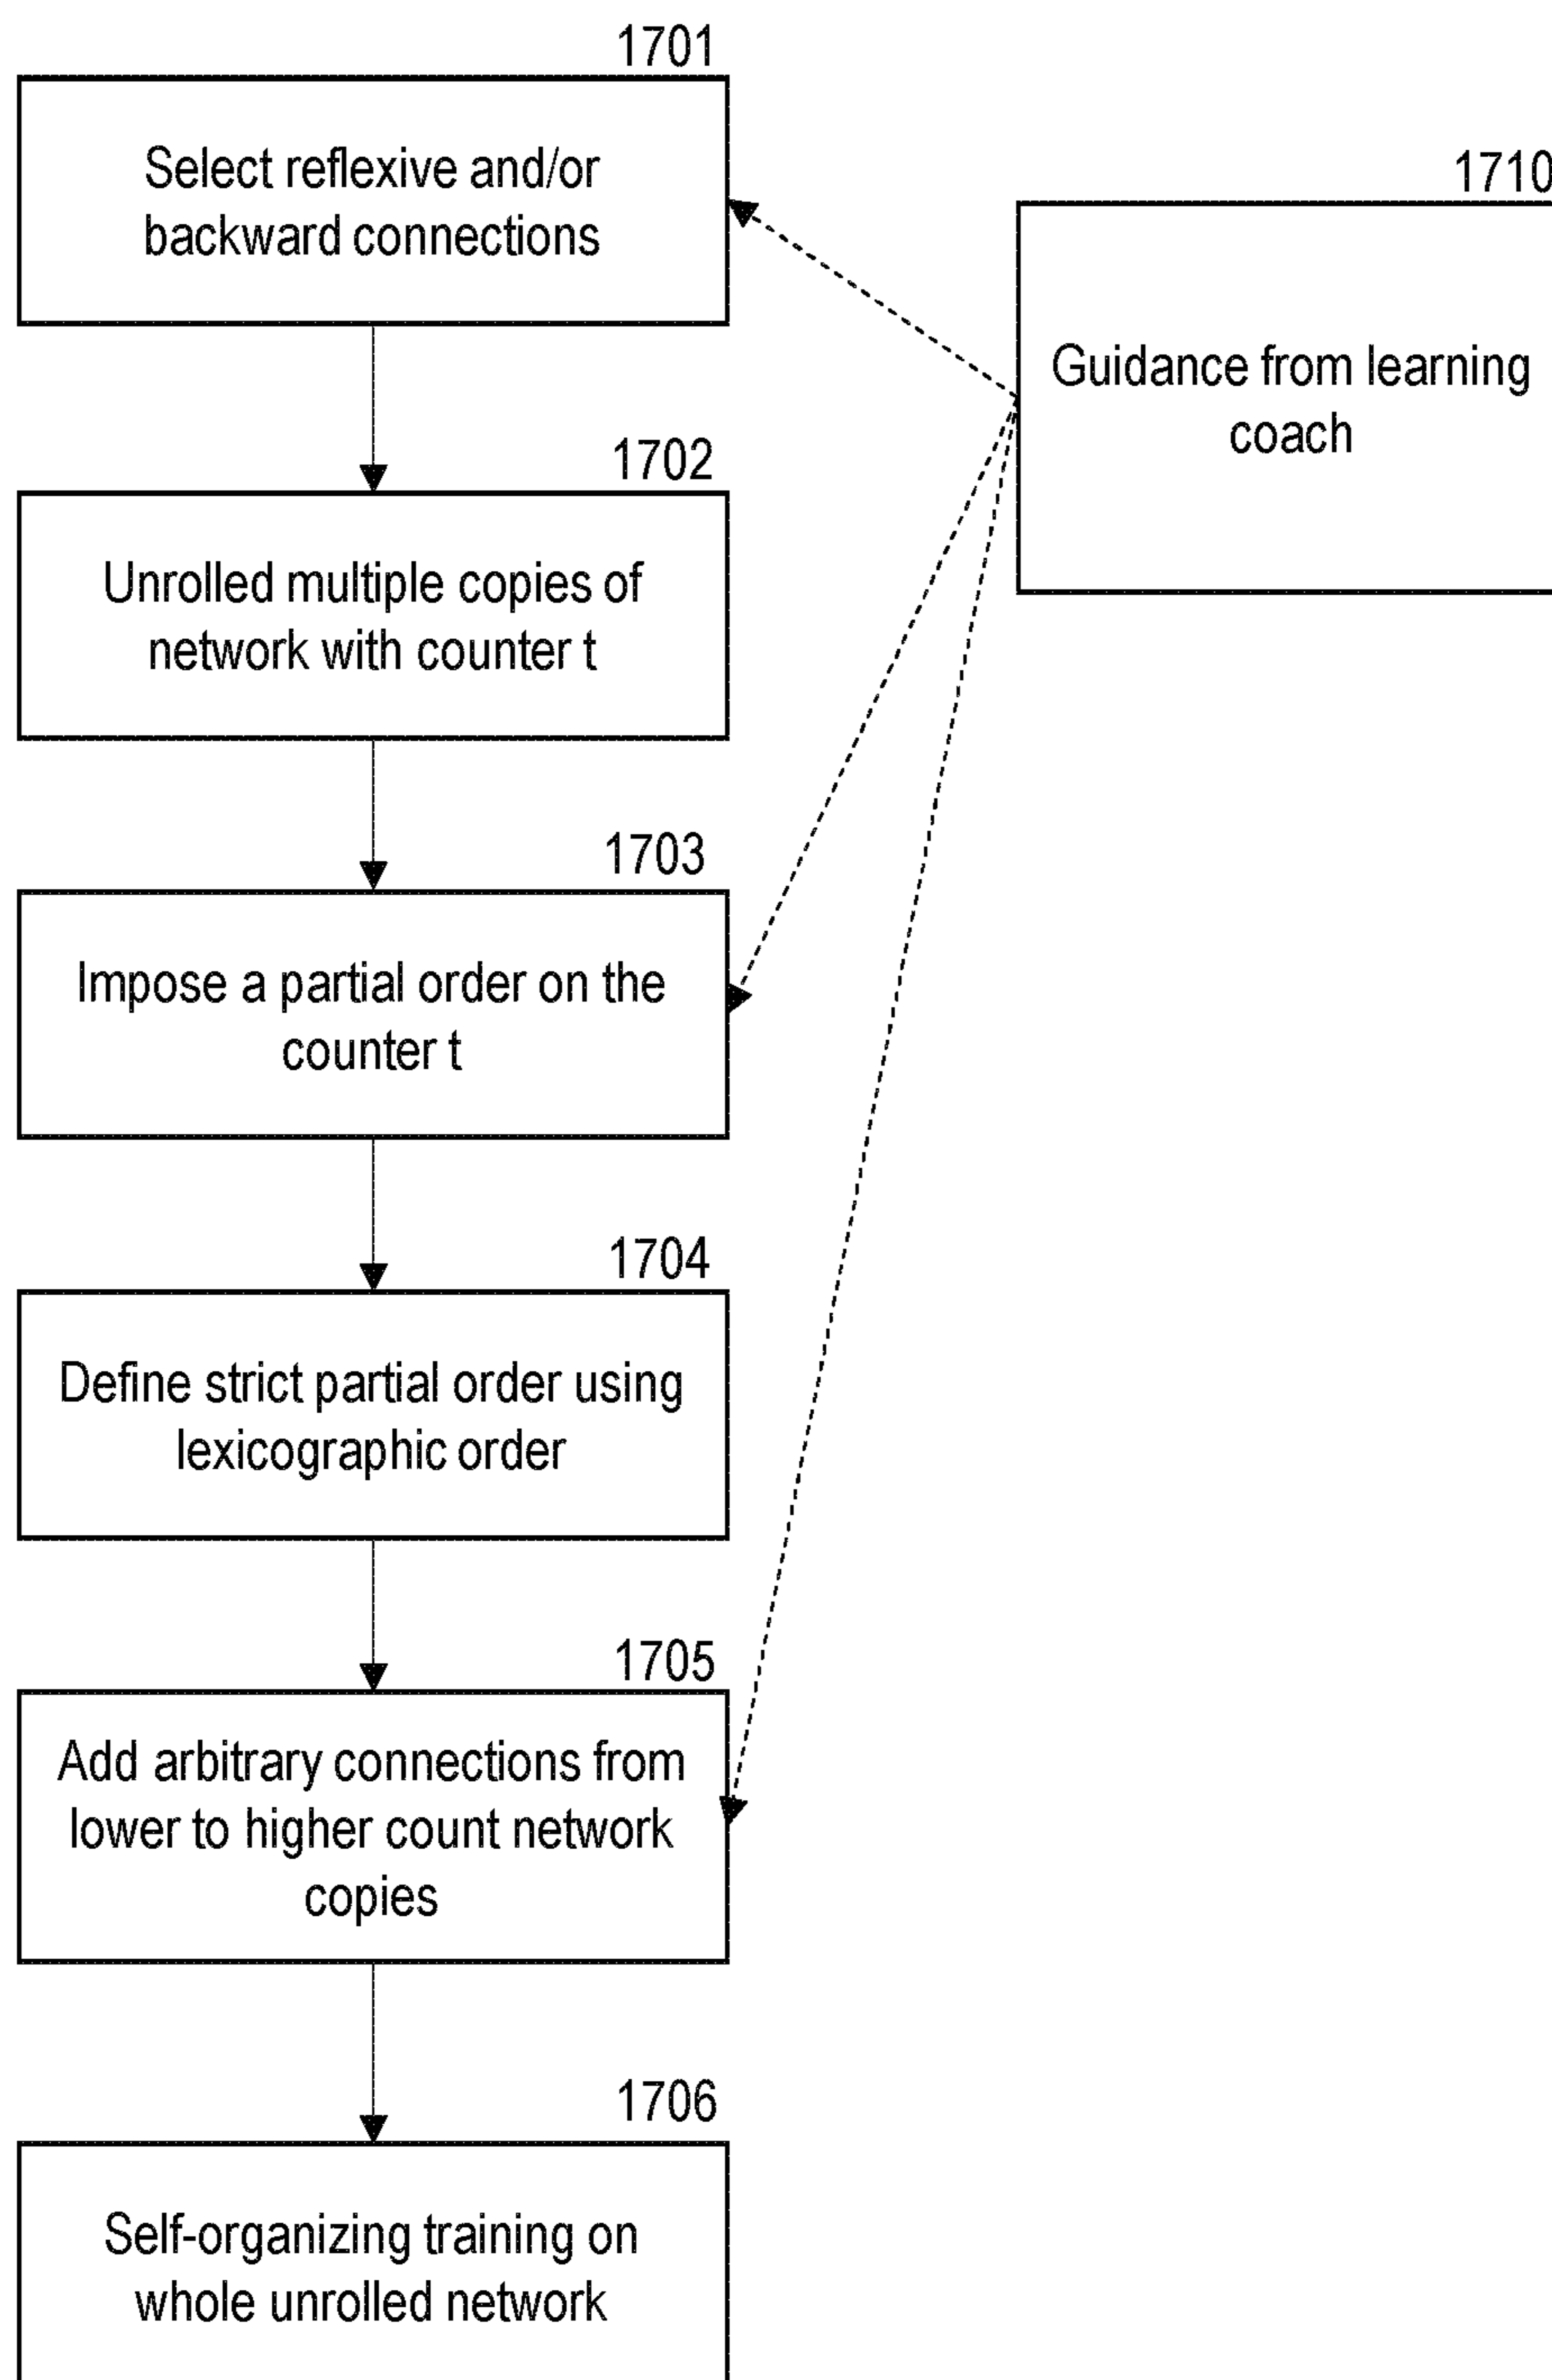 1701
Select reflexive and/or
backward connections
1710
Guidance from learning
coach
1702
Unrolled multiple copies of
network with counter t
1703
Impose a partial order on the
counter t
1704
Define strict partial order using
lexicographic order
1705
Add arbitrary connections from
lower to higher count network
copies
1706
Self-organizing training on
whole unrolled network